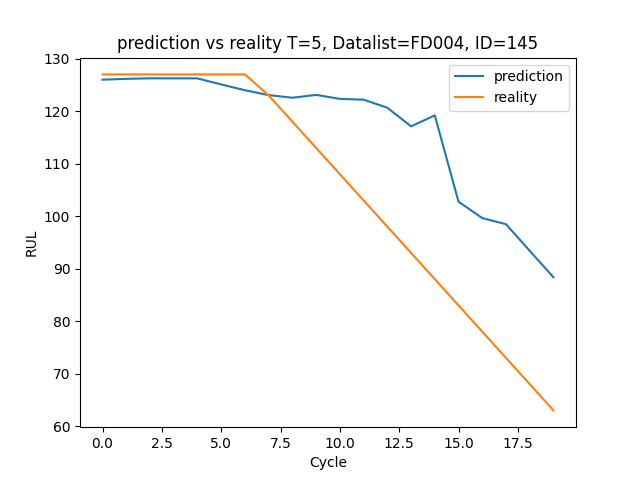 prediction vs reality T=5, Datalist=FD004, ID=145
130
120
110
100
90
80
70
60
RUL
prediction
reality
0.0 2.5 5.0 7.5 10.0 12.5 15.0 17.5
Cycle